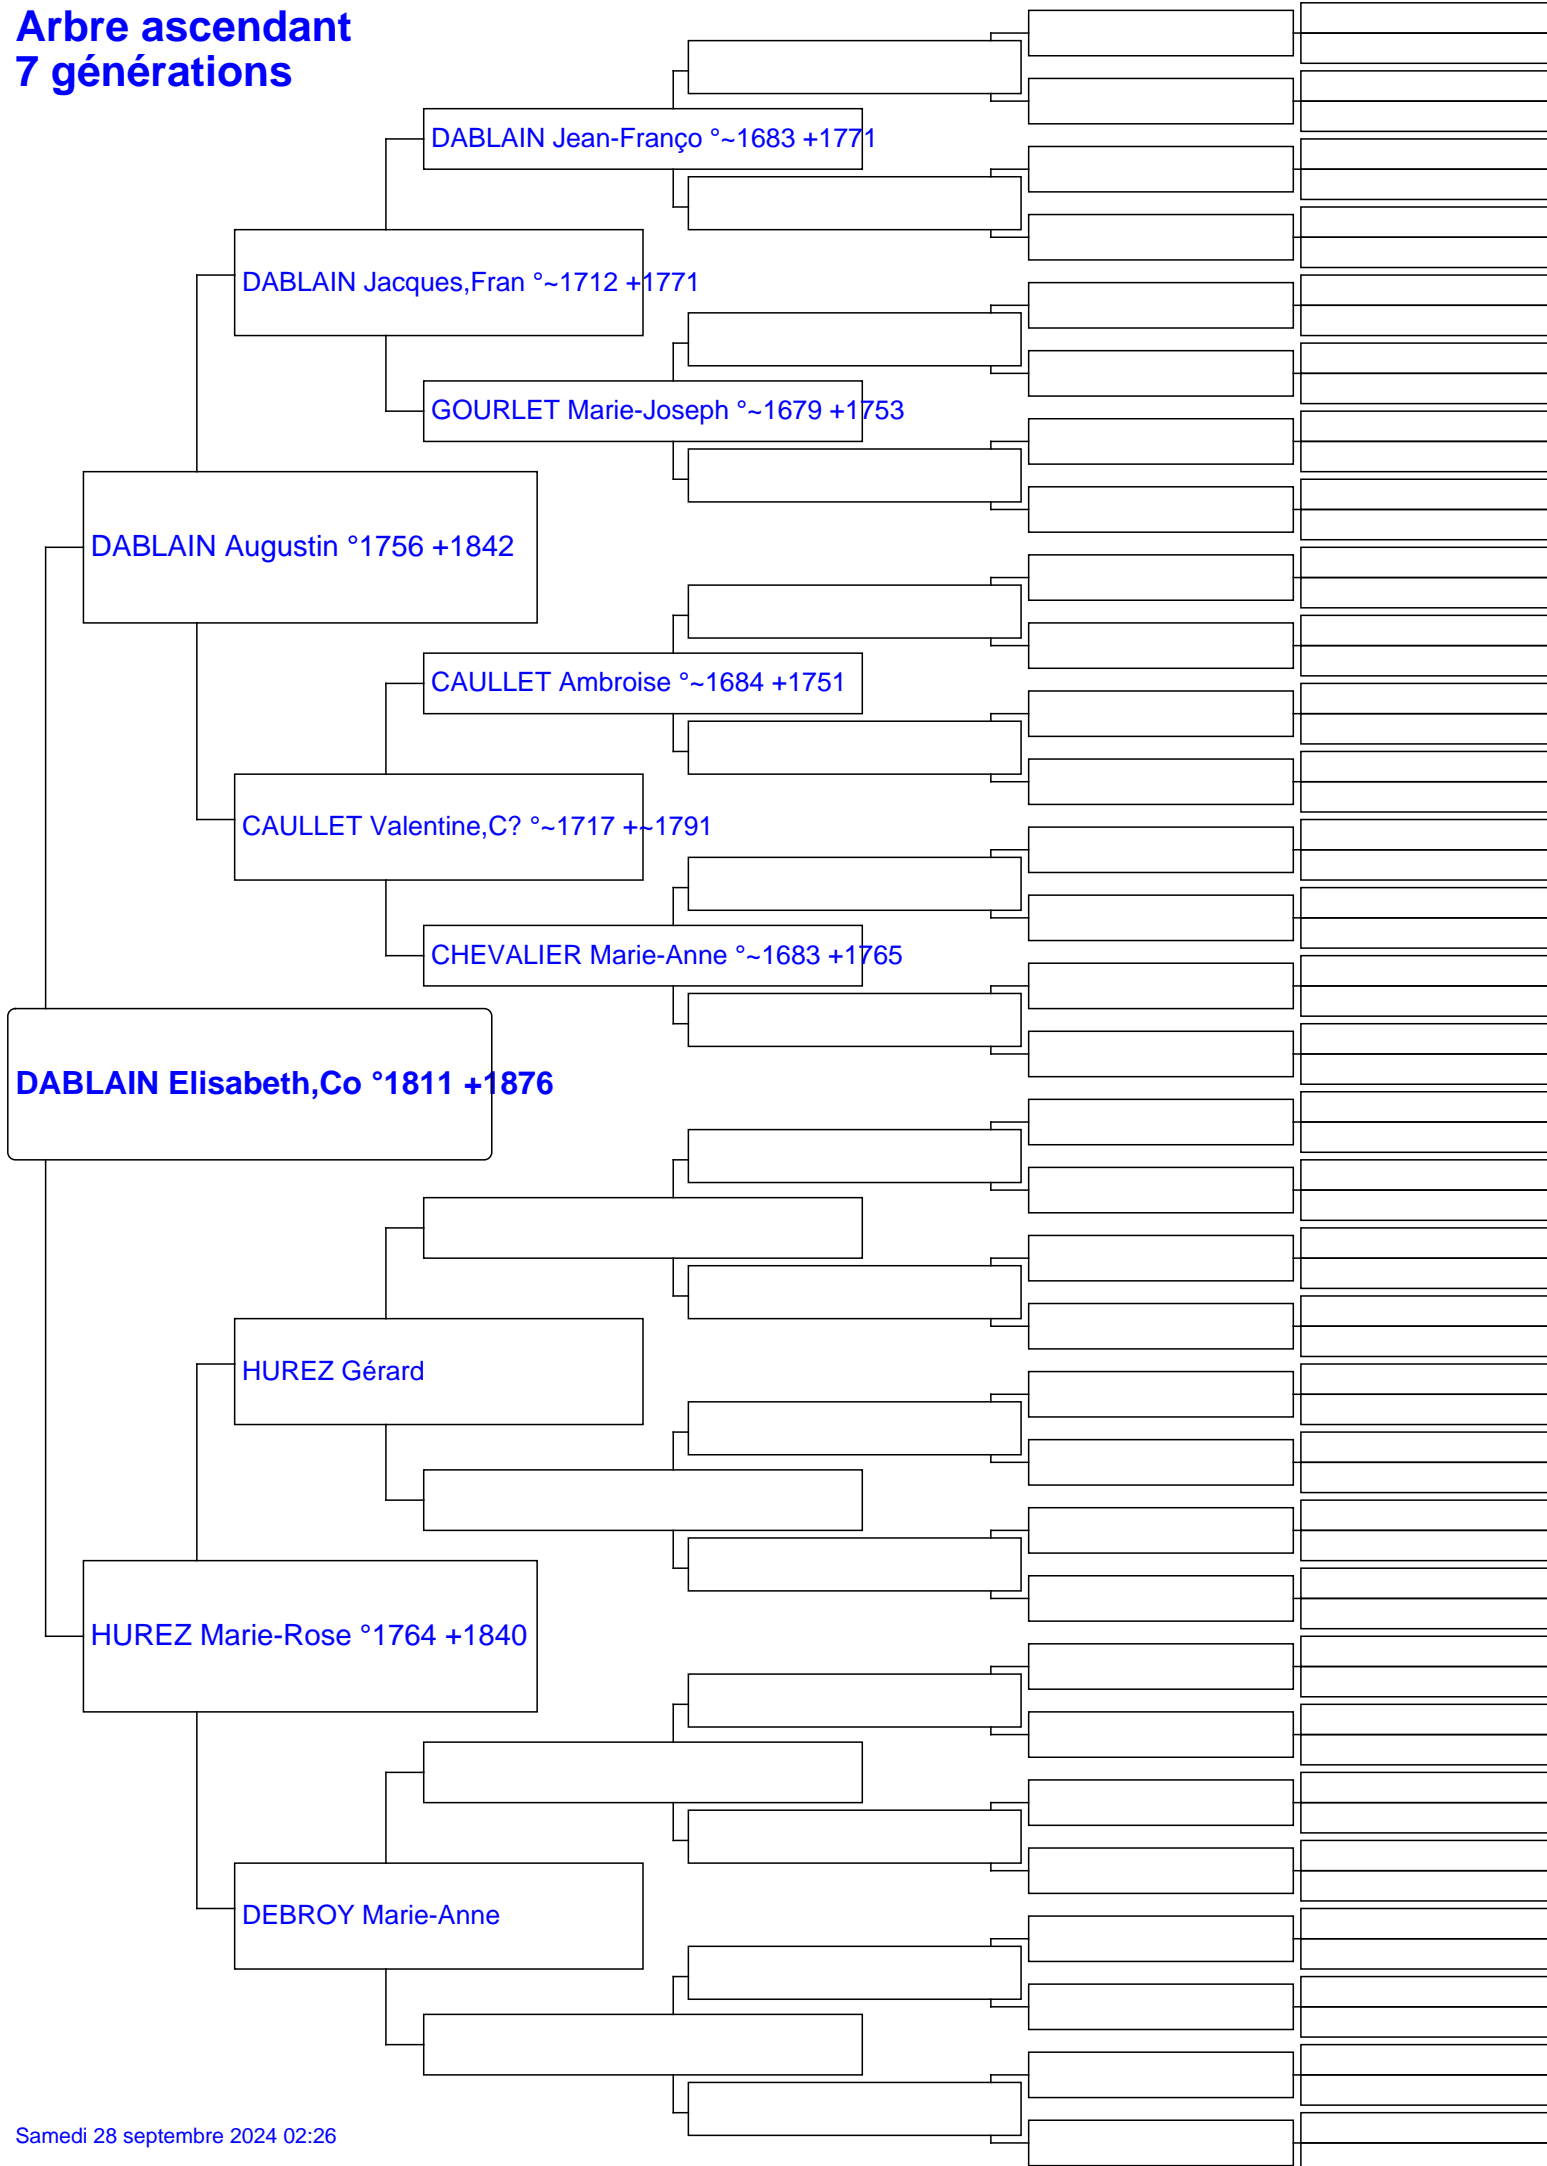 Arbre ascendant
7 générations
DABLAIN Jean-Franço °~1683 +1771
DABLAIN Jacques,Fran °~1712 +1771
GOURLET Marie-Joseph °~1679 +1753
DABLAIN Augustin °1756 +1842
CAULLET Ambroise °~1684 +1751
CAULLET Valentine,C? °~1717 +~1791
CHEVALIER Marie-Anne °~1683 +1765
DABLAIN Elisabeth,Co °1811 +1876
HUREZ Gérard
HUREZ Marie-Rose °1764 +1840
DEBROY Marie-Anne
Samedi 28 septembre 2024 02:26